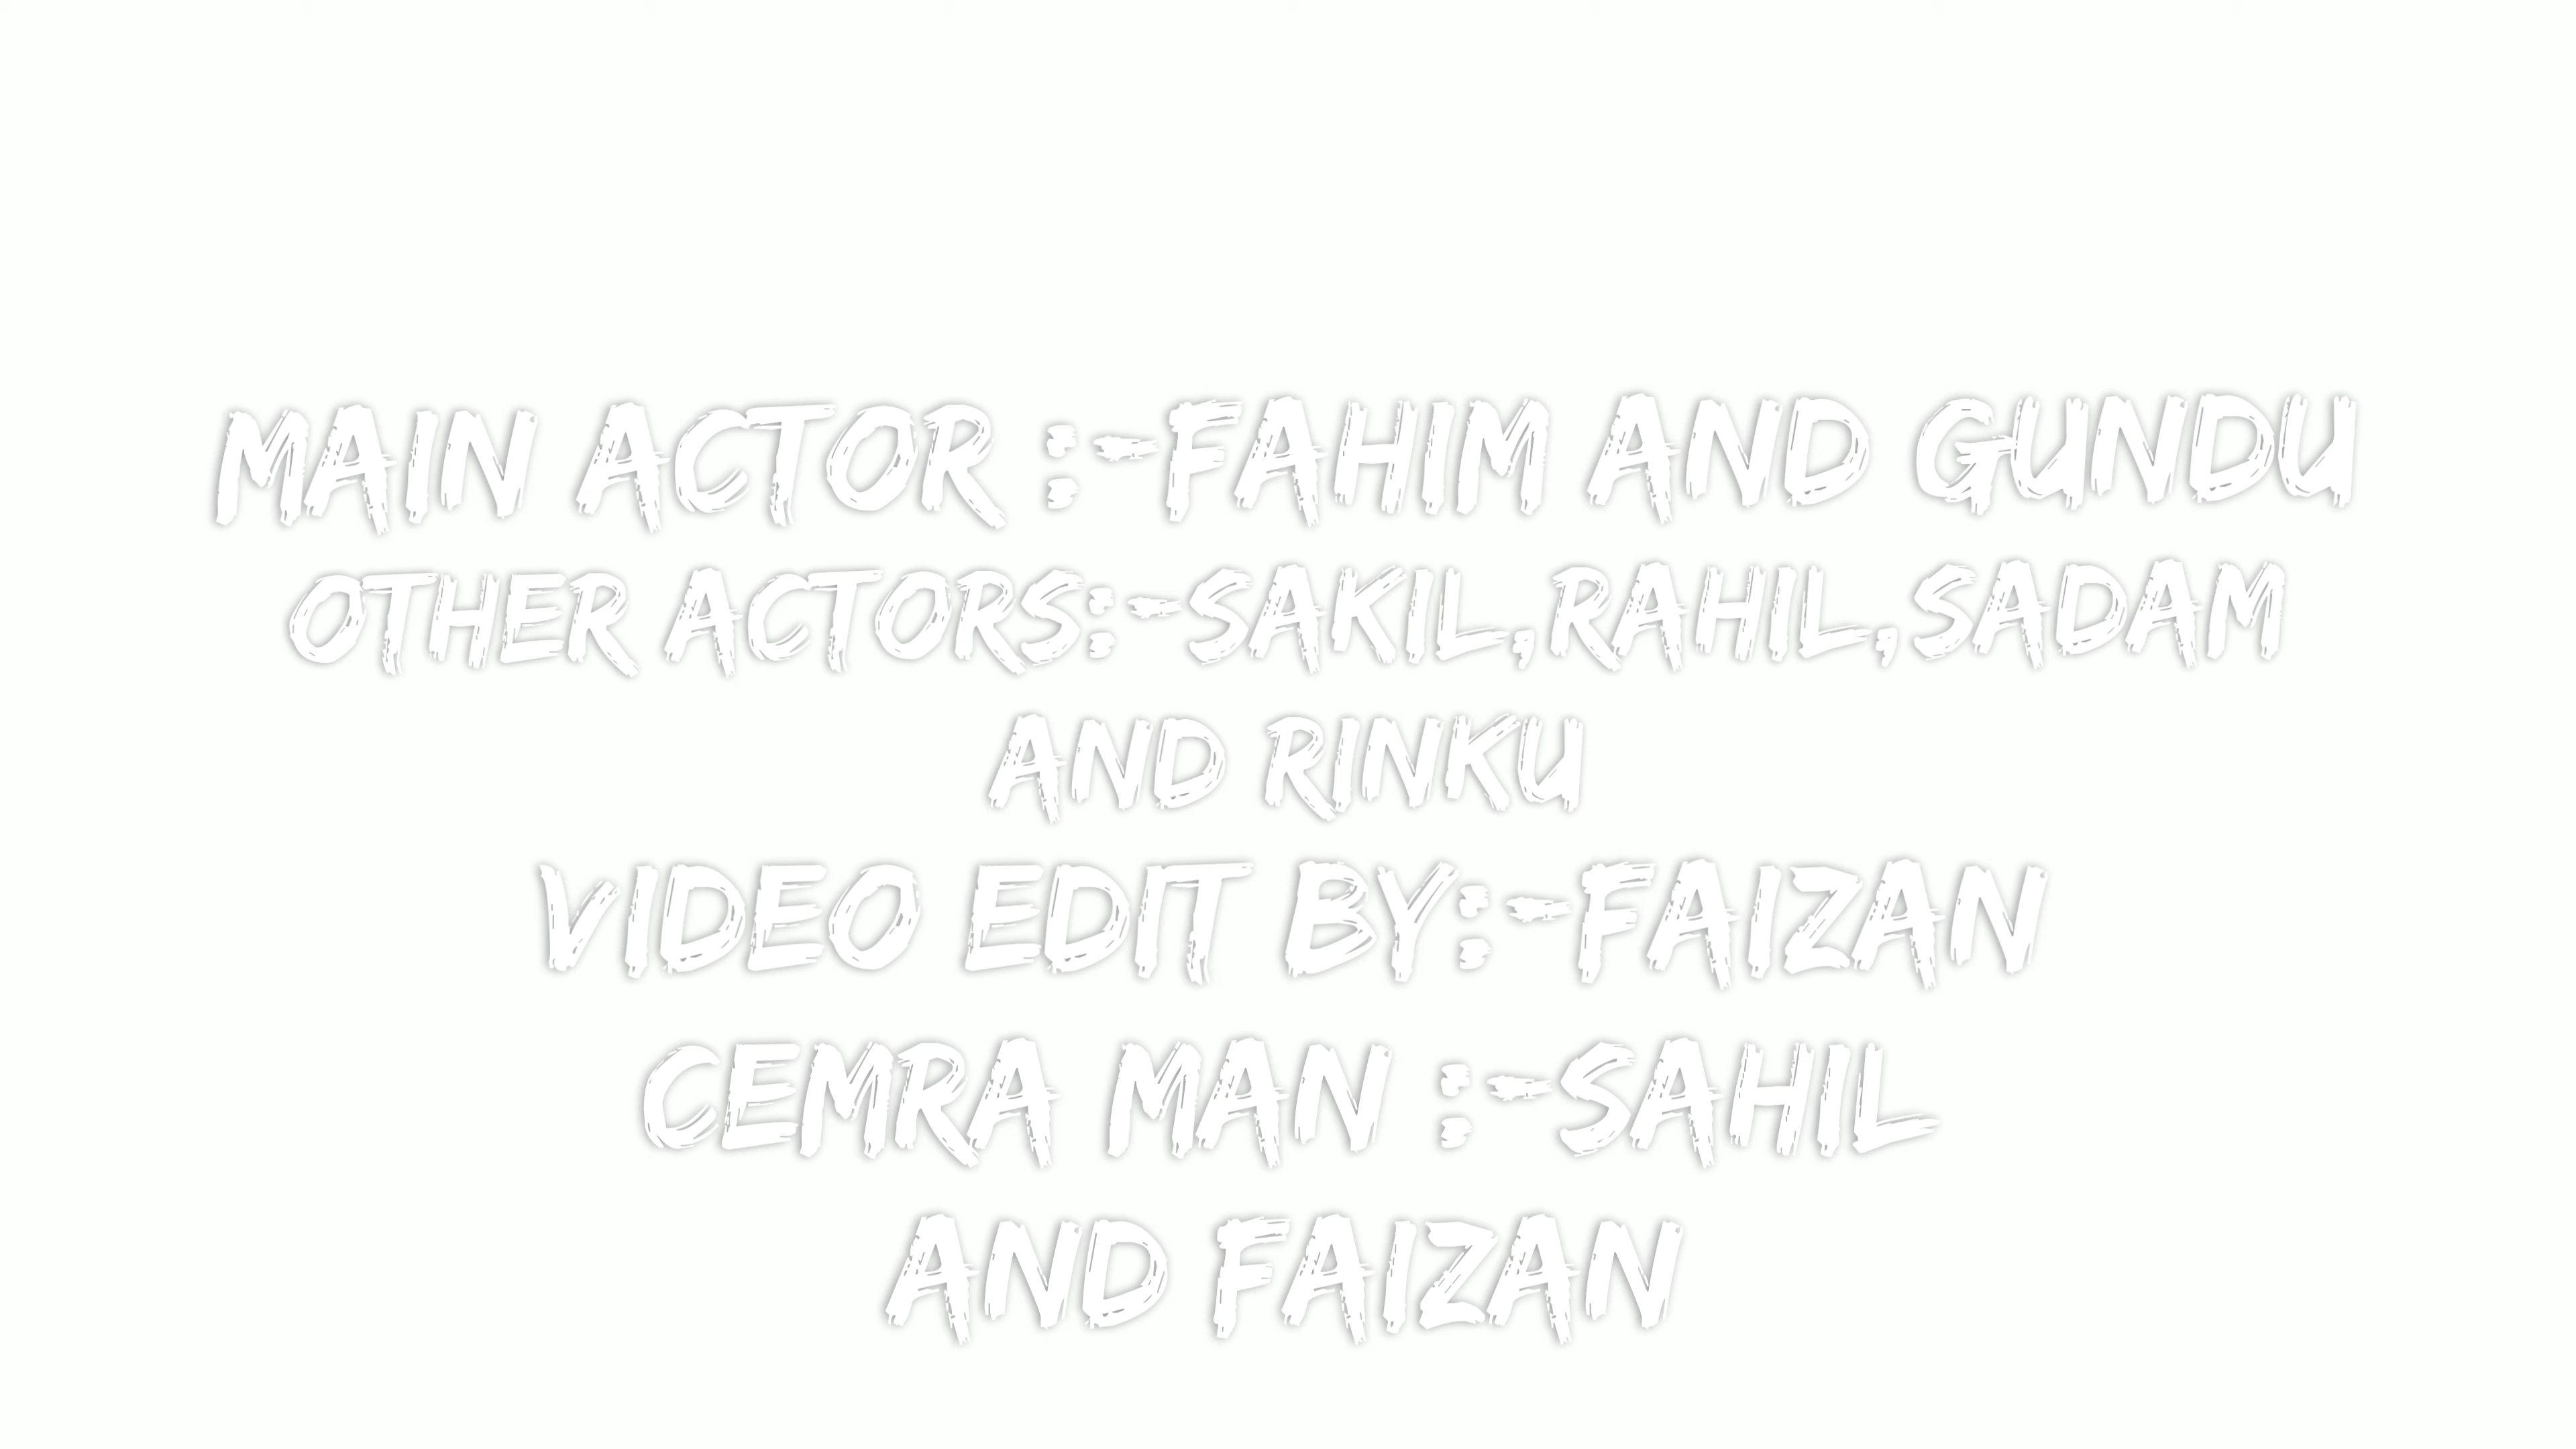 MAIN ACTOR :-FAHIM AND GUNDU
OTHER ACTORS:-SAKIL,RAHIL,SADAM
AND RINKU
VIDEO EDIT BY:-FAIZAN
CEMRA MAN :-SAHIL
AND FAIZAN